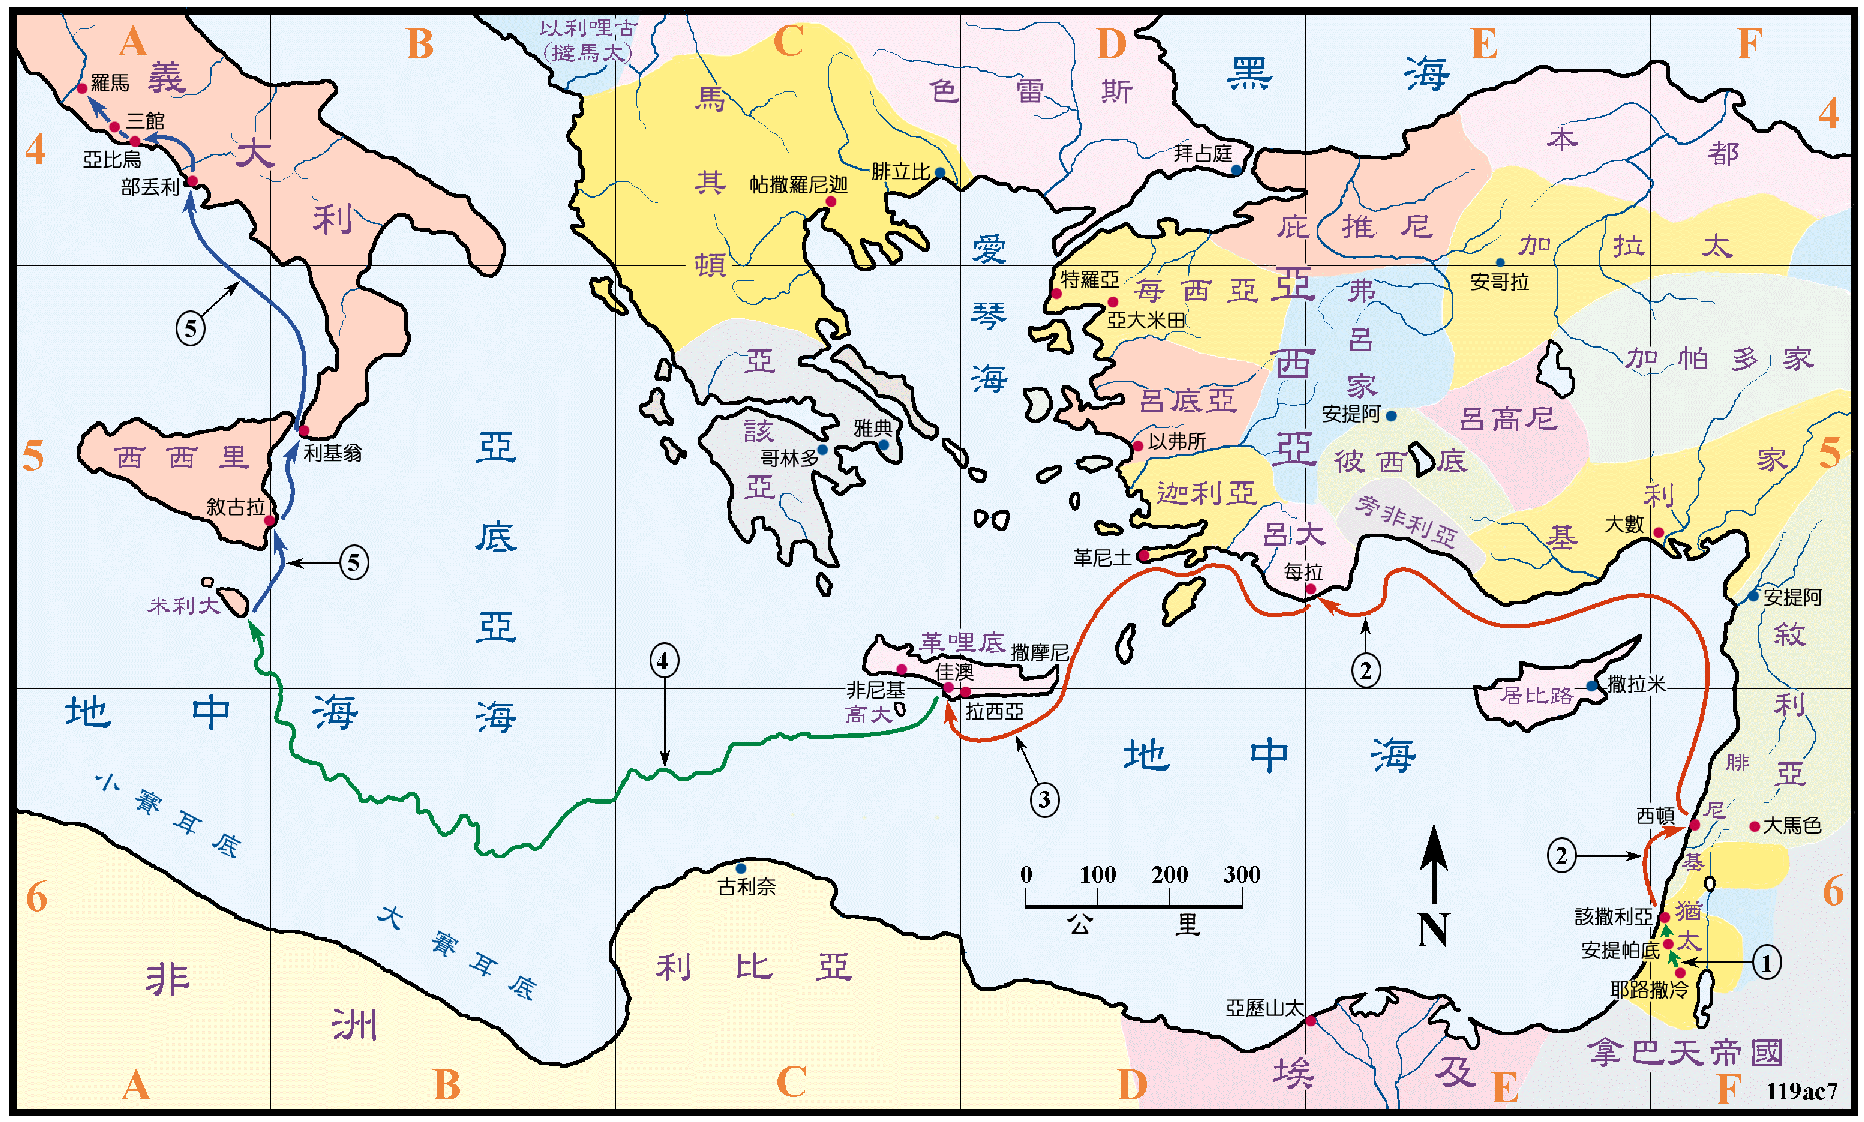 A
B
C
D
E
F
以利哩古
(撻馬太)
黑海
義大利
羅馬
三館
亞比烏
部丟利
4
4
馬其頓
色雷斯
拜占庭
本都
腓立比
帖撒羅尼迦
愛琴海
庇推尼
加拉太
安哥拉
特羅亞
每西亞
亞大米田
亞西亞
弗呂家
加帕多家
5
亞該亞
呂底亞
安提阿
呂高尼
以弗所
彼西底
雅典
哥林多
5
5
西西里
利基翁
敘古拉
亞底亞海
迦利亞
旁非利亞
基利家
大數
呂大
每拉
革尼土
5
米利大
安提阿
敘利亞
革哩底
撒摩尼
佳澳
非尼基
高大
拉西亞
4
2
居比路
撒拉米
地中海
地中海
3
小賽耳底
大賽耳底
腓尼基
西頓
大馬色
2
0 100 200 300
公里
N
古利奈
6
6
該撒利亞
猶太
安提帕底
1
耶路撒冷
非洲
利比亞
亞歷山太
埃及
拿巴天帝國
A
B
C
D
E
F
119ac7